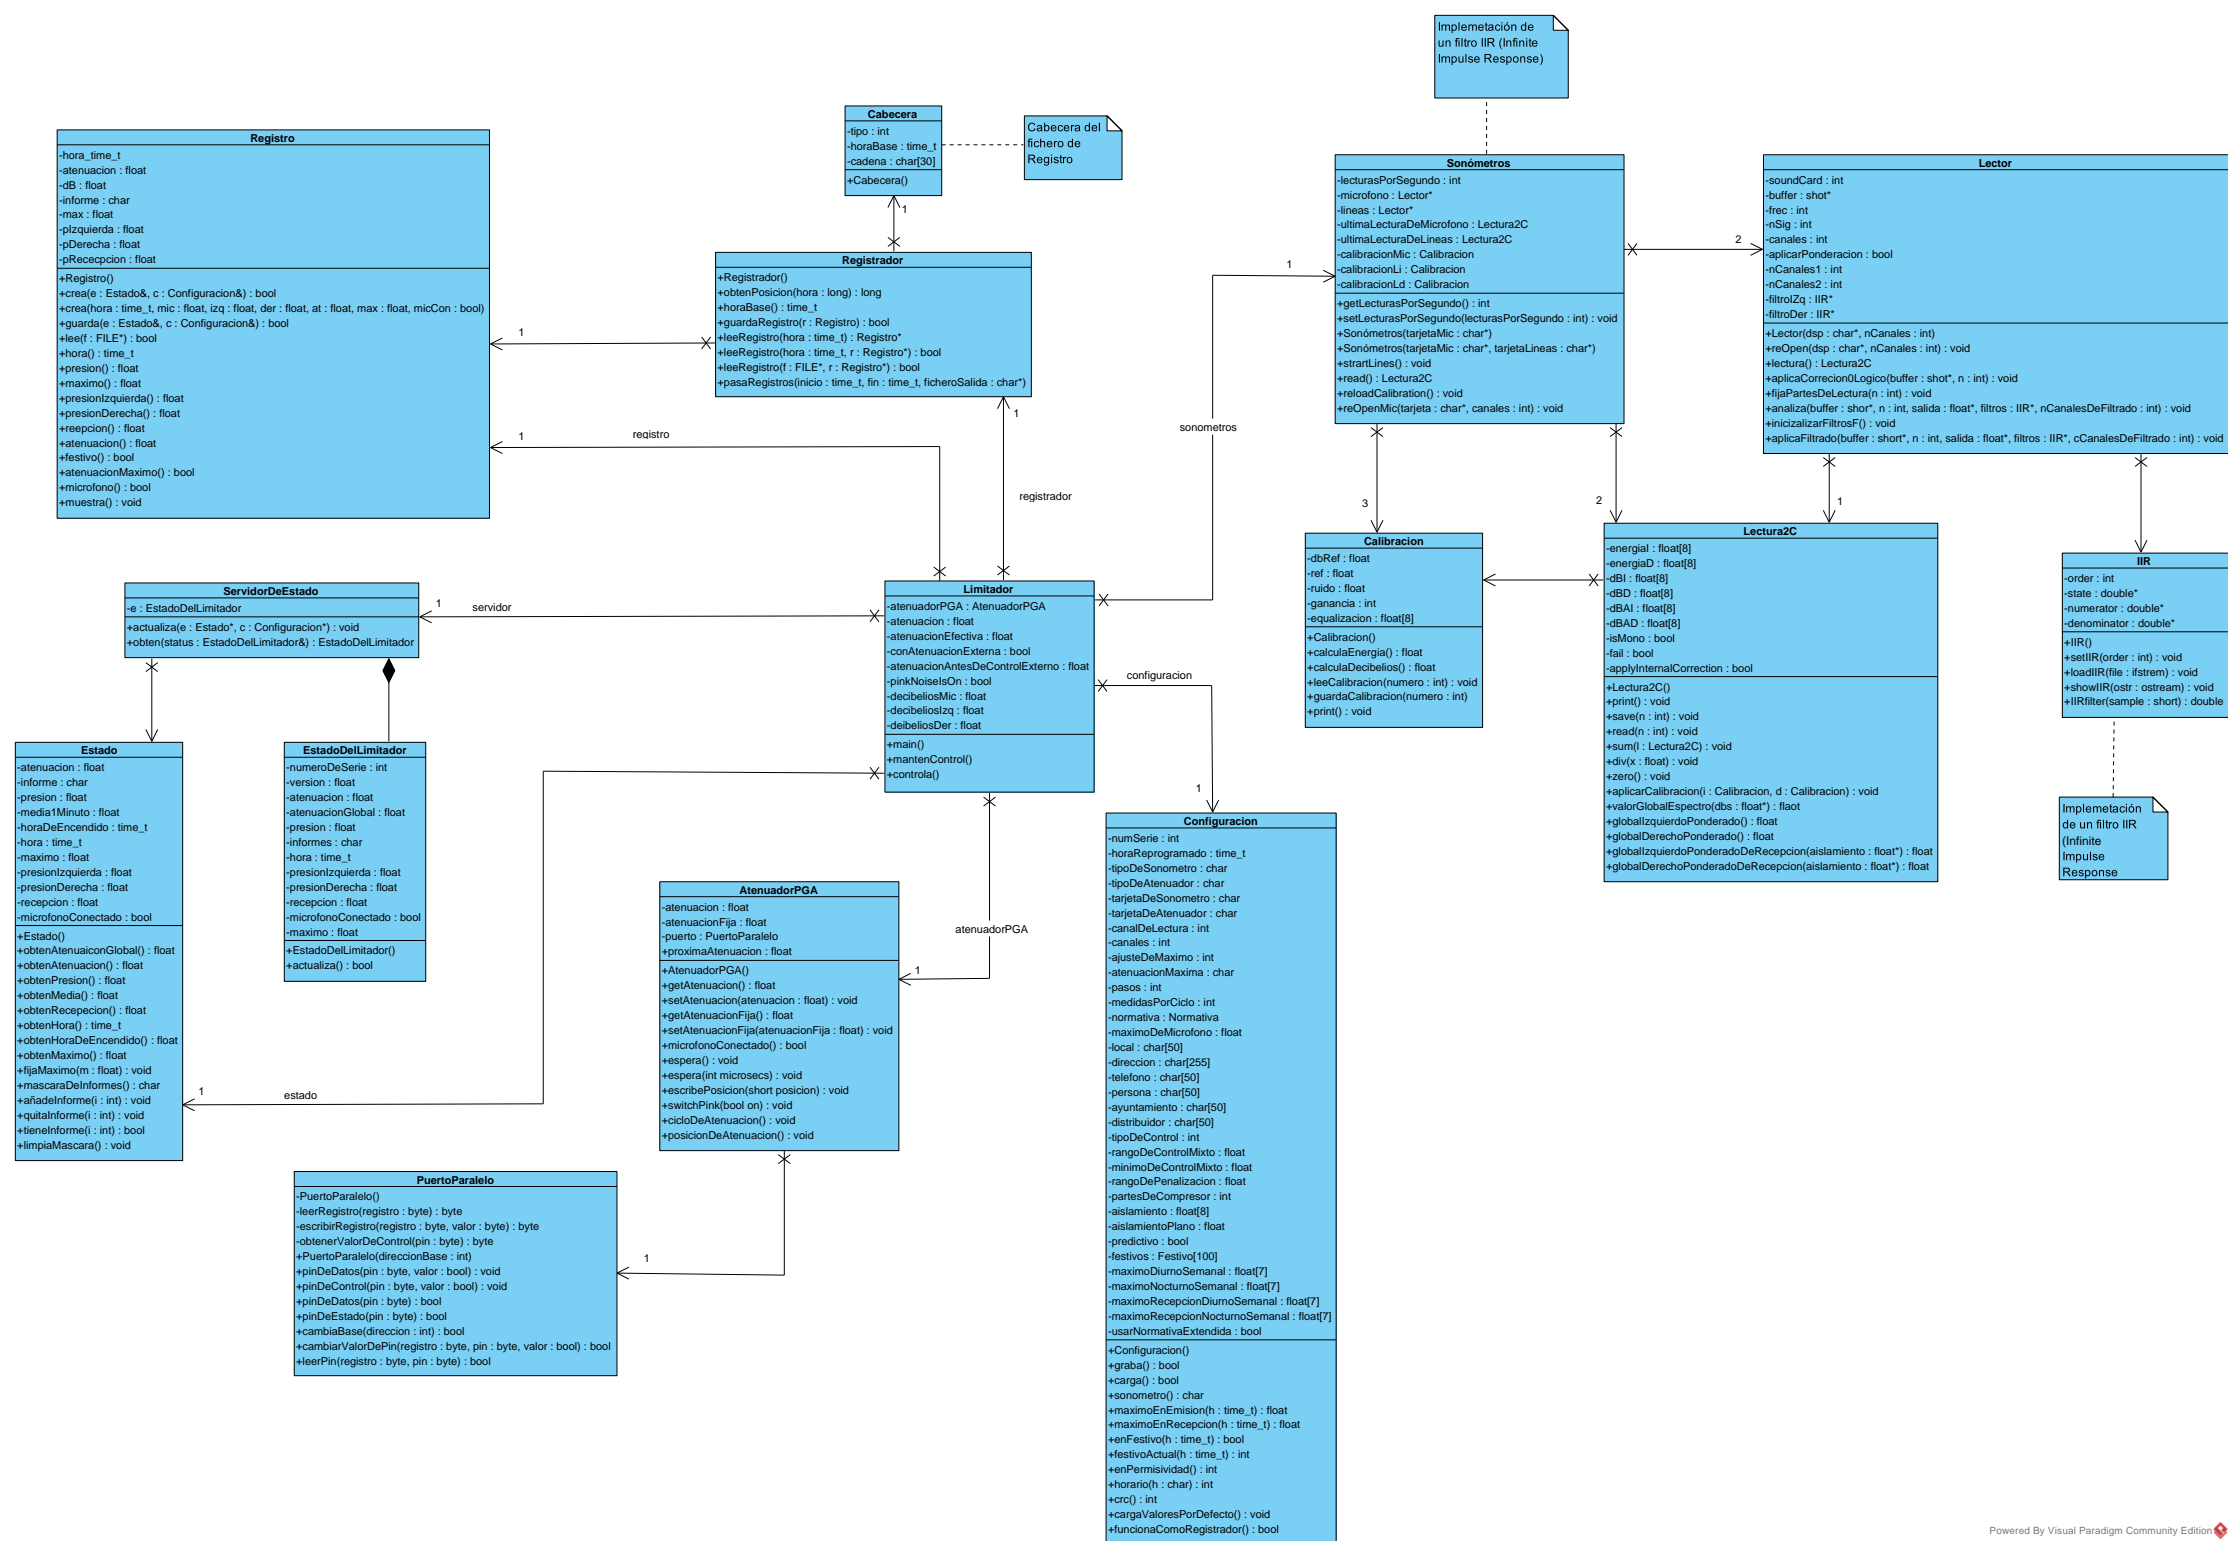 Implemetación de
un filtro IIR (Infinite
Impulse Response)
Cabecera
-tipo : int
-horaBase : time_t
-cadena : char[30]
+Cabecera()
Cabecera del
fichero de
Registro
Registro
-hora_time_t
-atenuacion : float
-dB : float
-informe : char
-max : float
-pIzquierda : float
-pDerecha : float
-pRececpcion : float
+Registro()
+crea(e : Estado&, c : Configuracion&) : bool
+crea(hora : time_t, mic : float, izq : float, der : float, at : float, max : float, micCon : bool)
+guarda(e : Estado&, c : Configuracion&) : bool
+lee(f : FILE*) : bool
+hora() : time_t
+presion() : float
+maximo() : float
+presionIzquierda() : float
+presionDerecha() : float
+reepcion() : float
+atenuacion() : float
+festivo() : bool
+atenuacionMaximo() : bool
+microfono() : bool
+muestra() : void
1
Registrador
+Registrador()
+obtenPosicion(hora : long) : long
+horaBase() : time_t
+guardaRegistro(r : Registro) : bool
+leeRegistro(hora : time_t) : Registro*
+leeRegistro(hora : time_t, r : Registro*) : bool
+leeRegistro(f : FILE*, r : Registro*) : bool
+pasaRegistros(inicio : time_t, fin : time_t, ficheroSalida : char*)
1
1
registro
1
registrador
Sonómetros
-lecturasPorSegundo : int
-microfono : Lector*
-lineas : Lector*
-ultimaLecturaDeMicrofono : Lectura2C
-ultimaLecturaDeLineas : Lectura2C
-calibracionMic : Calibracion
-calibracionLi : Calibracion
-calibracionLd : Calibracion
+getLecturasPorSegundo() : int
+setLecturasPorSegundo(lecturasPorSegundo : int) : void
+Sonómetros(tarjetaMic : char*)
+Sonómetros(tarjetaMic : char*, tarjetaLineas : char*)
+strartLines() : void
+read() : Lectura2C
+reloadCalibration() : void
+reOpenMic(tarjeta : char*, canales : int) : void
1
sonometros
2
Lector
-soundCard : int
-buffer : shot*
-frec : int
-nSig : int
-canales : int
-aplicarPonderacion : bool
-nCanales1 : int
-nCanales2 : int
-filtroIZq : IIR*
-filtroDer : IIR*
+Lector(dsp : char*, nCanales : int)
+reOpen(dsp : char*, nCanales : int) : void
+lectura() : Lectura2C
+aplicaCorrecion0Logico(buffer : shot*, n : int) : void
+fijaPartesDeLectura(n : int) : void
+analiza(buffer : shor*, n : int, salida : float*, filtros : IIR*, nCanalesDeFiltrado : int) : void
+inicizalizarFiltrosF() : void
+aplicaFiltrado(buffer : short*, n : int, salida : float*, filtros : IIR*, cCanalesDeFiltrado : int) : void
3
2
1
Calibracion
-dbRef : float
-ref : float
-ruido : float
-ganancia : int
-equalizacion : float[8]
+Calibracion()
+calculaEnergia() : float
+calculaDecibelios() : float
+leeCalibracion(numero : int) : void
+guardaCalibracion(numero : int)
+print() : void
Lectura2C
-energiaI : float[8]
-energiaD : float[8]
-dBI : float[8]
-dBD : float[8]
-dBAI : float[8]
-dBAD : float[8]
-isMono : bool
-fail : bool
-applyInternalCorrection : bool
+Lectura2C()
+print() : void
+save(n : int) : void
+read(n : int) : void
+sum(l : Lectura2C) : void
+div(x : float) : void
+zero() : void
+aplicarCalibracion(i : Calibracion, d : Calibracion) : void
+valorGlobalEspectro(dbs : float*) : flaot
+globalIzquierdoPonderado() : float
+globalDerechoPonderado() : float
+globalIzquierdoPonderadoDeRecepcion(aislamiento : float*) : float
+globalDerechoPonderadoDeRecepcion(aislamiento : float*) : float
IIR
-order : int
-state : double*
-numerator : double*
-denominator : double*
+IIR()
+setIIR(order : int) : void
+loadIIR(file : ifstrem) : void
+showIIR(ostr : ostream) : void
+IIRfilter(sample : short) : double
Implemetación
de un filtro IIR
(Infinite
Impulse
Response
ServidorDeEstado
-e : EstadoDelLimitador
+actualiza(e : Estado*, c : Configuracion*) : void
+obten(status : EstadoDelLimitador&) : EstadoDelLimitador
1
servidor
Limitador
-atenuadorPGA : AtenuadorPGA
-atenuacion : float
-atenuacionEfectiva : float
-conAtenuacionExterna : bool
-atenuacionAntesDeControlExterno : float
-pinkNoiseIsOn : bool
-decibeliosMic : float
-decibeliosIzq : float
-deibeliosDer : float
+main()
+mantenControl()
+controla()
configuracion
1
Estado
-atenuacion : float
-informe : char
-presion : float
-media1Minuto : float
-horaDeEncendido : time_t
-hora : time_t
-maximo : float
-presionIzquierda : float
-presionDerecha : float
-recepcion : float
-microfonoConectado : bool
+Estado()
+obtenAtenuaiconGlobal() : float
+obtenAtenuacion() : float
+obtenPresion() : float
+obtenMedia() : float
+obtenRecepecion() : float
+obtenHora() : time_t
+obtenHoraDeEncendido() : float
+obtenMaximo() : float
+fijaMaximo(m : float) : void
+mascaraDeInformes() : char
+añadeInforme(i : int) : void
+quitaInforme(i : int) : void
+tieneInforme(i : int) : bool
+limpiaMascara() : void
1
estado
EstadoDelLimitador
-numeroDeSerie : int
-version : float
-atenuacion : float
-atenuacionGlobal : float
-presion : float
-informes : char
-hora : time_t
-presionIzquierda : float
-presionDerecha : float
-recepcion : float
-microfonoConectado : bool
-maximo : float
+EstadoDelLimitador()
+actualiza() : bool
AtenuadorPGA
-atenuacion : float
-atenuacionFija : float
-puerto : PuertoParalelo
+proximaAtenuacion : float
+AtenuadorPGA()
+getAtenuacion() : float
+setAtenuacion(atenuacion : float) : void
+getAtenuacionFija() : float
+setAtenuacionFija(atenuacionFija : float) : void
+microfonoConectado() : bool
+espera() : void
+espera(int microsecs) : void
+escribePosicion(short posicion) : void
+switchPink(bool on) : void
+cicloDeAtenuacion() : void
+posicionDeAtenuacion() : void
atenuadorPGA
1
PuertoParalelo
-PuertoParalelo()
-leerRegistro(registro : byte) : byte
-escribirRegistro(registro : byte, valor : byte) : byte
-obtenerValorDeControl(pin : byte) : byte
+PuertoParalelo(direccionBase : int)
+pinDeDatos(pin : byte, valor : bool) : void
+pinDeControl(pin : byte, valor : bool) : void
+pinDeDatos(pin : byte) : bool
+pinDeEstado(pin : byte) : bool
+cambiaBase(direccion : int) : bool
+cambiarValorDePin(registro : byte, pin : byte, valor : bool) : bool
+leerPin(registro : byte, pin : byte) : bool
1
Configuracion
-numSerie : int
-horaReprogramado : time_t
-tipoDeSonometro : char
-tipoDeAtenuador : char
-tarjetaDeSonometro : char
-tarjetaDeAtenuador : char
-canalDeLectura : int
-canales : int
-ajusteDeMaximo : int
-atenuacionMaxima : char
-pasos : int
-medidasPorCiclo : int
-normativa : Normativa
-maximoDeMicrofono : float
-local : char[50]
-direccion : char[255]
-telefono : char[50]
-persona : char[50]
-ayuntamiento : char[50]
-distribuidor : char[50]
-tipoDeControl : int
-rangoDeControlMixto : float
-minimoDeControlMixto : float
-rangoDePenalizacion : float
-partesDeCompresor : int
-aislamiento : float[8]
-aislamientoPlano : float
-predictivo : bool
-festivos : Festivo[100]
-maximoDiurnoSemanal : float[7]
-maximoNocturnoSemanal : float[7]
-maximoRecepcionDiurnoSemanal : float[7]
-maximoRecepcionNocturnoSemanal : float[7]
-usarNormativaExtendida : bool
+Configuracion()
+graba() : bool
+carga() : bool
+sonometro() : char
+maximoEnEmision(h : time_t) : float
+maximoEnRecepcion(h : time_t) : float
+enFestivo(h : time_t) : bool
+festivoActual(h : time_t) : int
+enPermisividad() : int
+horario(h : char) : int
+crc() : int
+cargaValoresPorDefecto() : void
+funcionaComoRegistrador() : bool
Powered By Visual Paradigm Community Edition